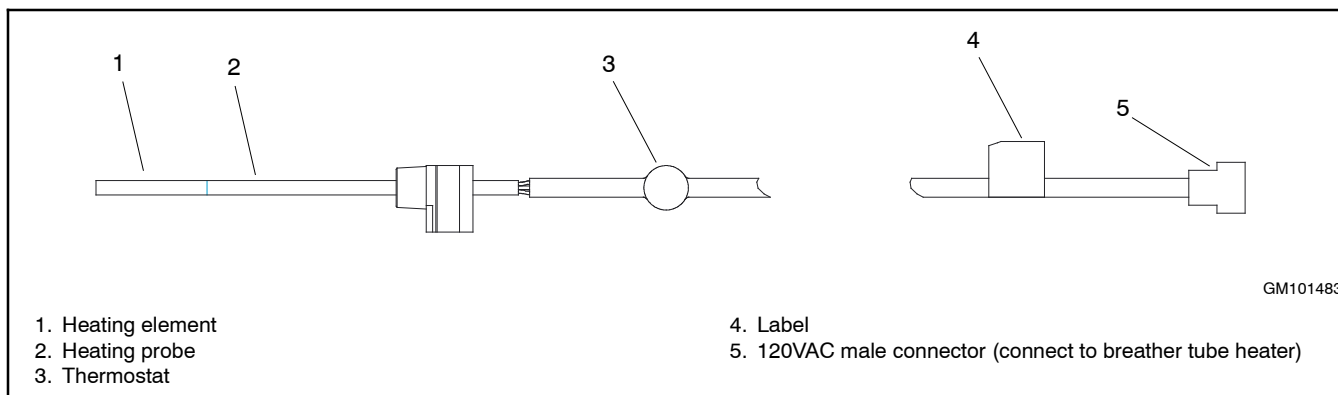 1
2
3
4
5
GM101483
1. Heating element
2. Heating probe
3. Thermostat
4. Label
5. 120VAC male connector (connect to breather tube heater)